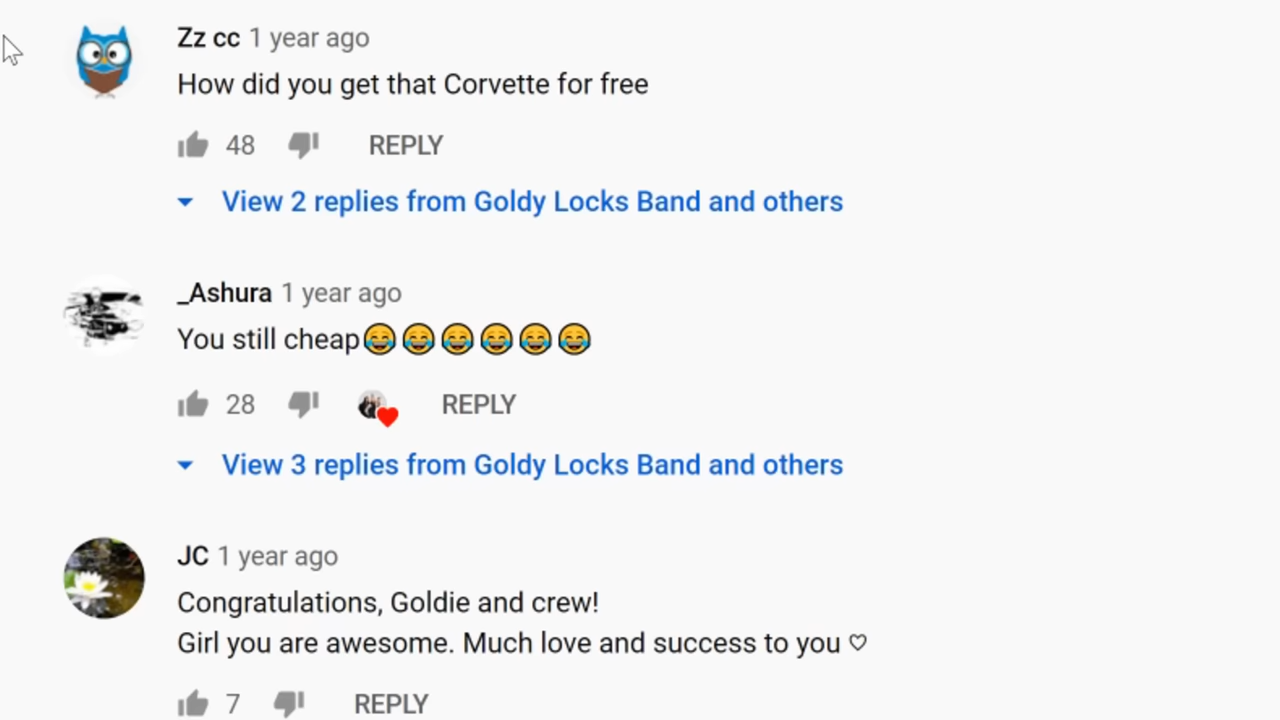 Zz cc 1 year ago
How did you get that Corvette for free
48 REPLY
View 2 replies from Goldy Locks Band and others
_Ashura 1 year ago
You still cheap😂😂😂😂😂😂
28 REPLY
View 3 replies from Goldy Locks Band and others
JC 1 year ago
Congratulations, Goldie and crew!
Girl you are awesome. Much love and success to you ♡
7 REPLY